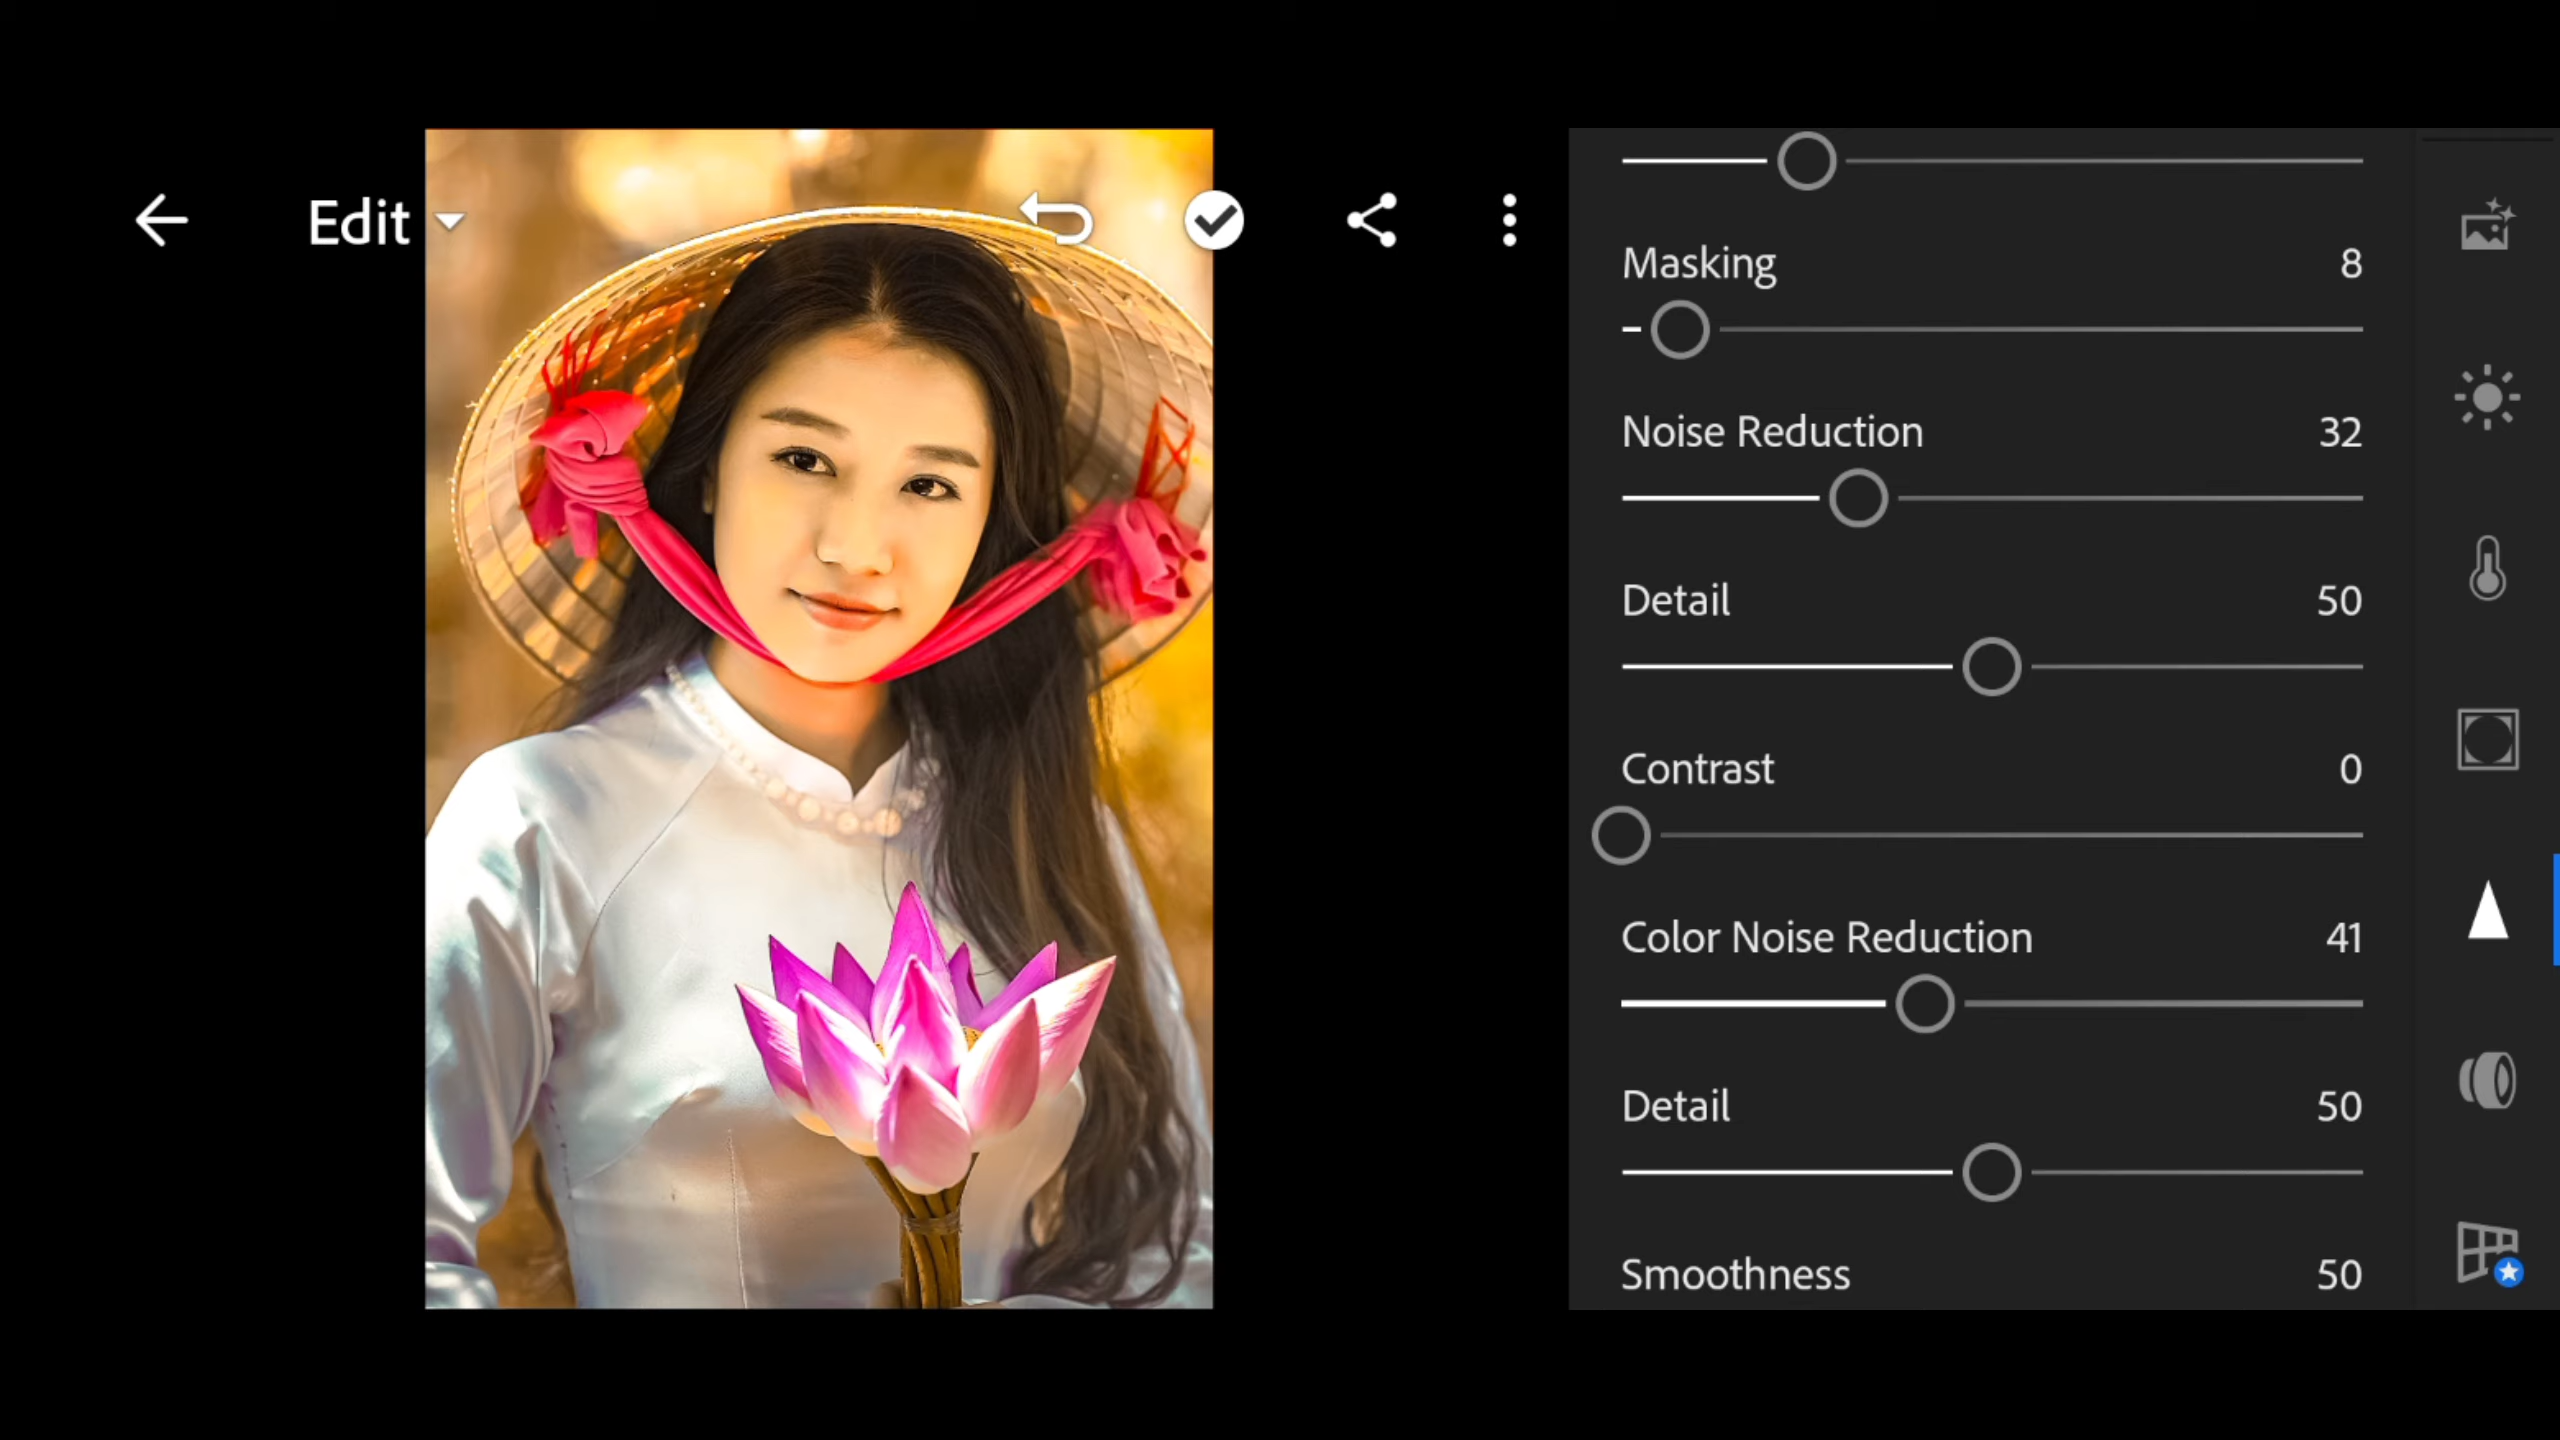 Edit
Masking 8
Noise Reduction 32
Detail 50
Contrast 0
Color Noise Reduction 41
Detail 50
Smoothness 50